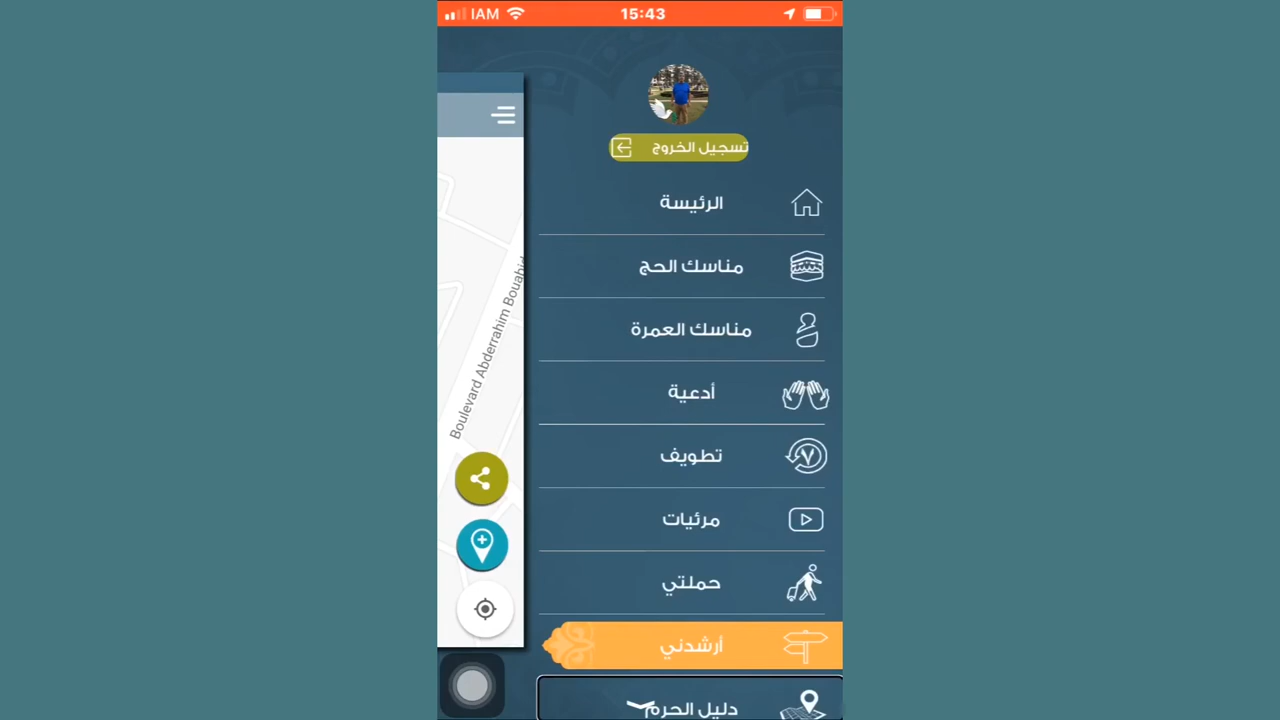 IAM
15:43
تسجيل الخروج
الرئيسة
مناسك الحج
مناسك العمرة
أدعية
تطويف
مرئيات
حملتي
أرشدني
دليل الحرم
Boulevard Abderrahim Bouabid